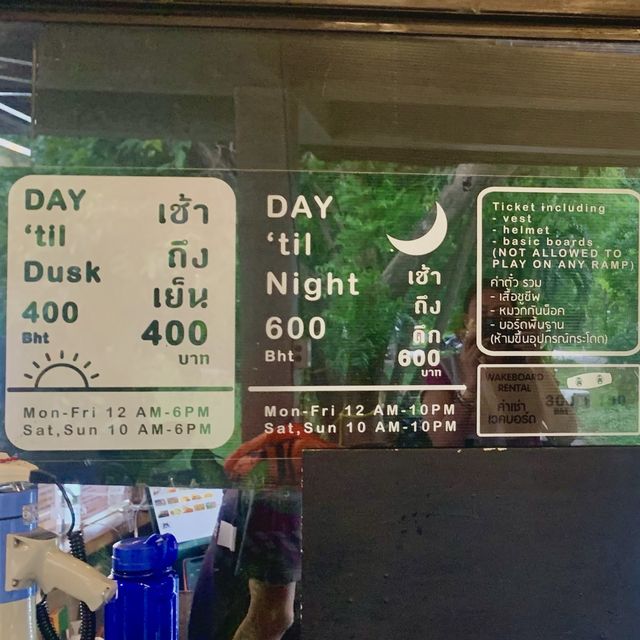 DAY
'til
Dusk
400
Bht
เช้า
ถึง
เย็น
400
บาท
Mon-Fri 12 AM-6PM
Sat,Sun 10 AM-6PM
DAY
'til
Night
600
Bht
เช้า
ถึง
ดึก
600
บาท
Mon-Fri 12 AM-10PM
Sat,Sun 10 AM-10PM
Ticket including
- vest
- helmet
- basic boards
(NOT ALLOWED TO
PLAY ON ANY RAMP)
ค่าตั๋ว รวม
- เสื้อชูชีพ
- หมวกกันน็อค
- บอร์ดพื้นฐาน
(ห้ามขึ้นอุปกรณ์กระโดด)
WAKEBOARD
RENTAL
ค่าเช่า
เวคบอร์ด